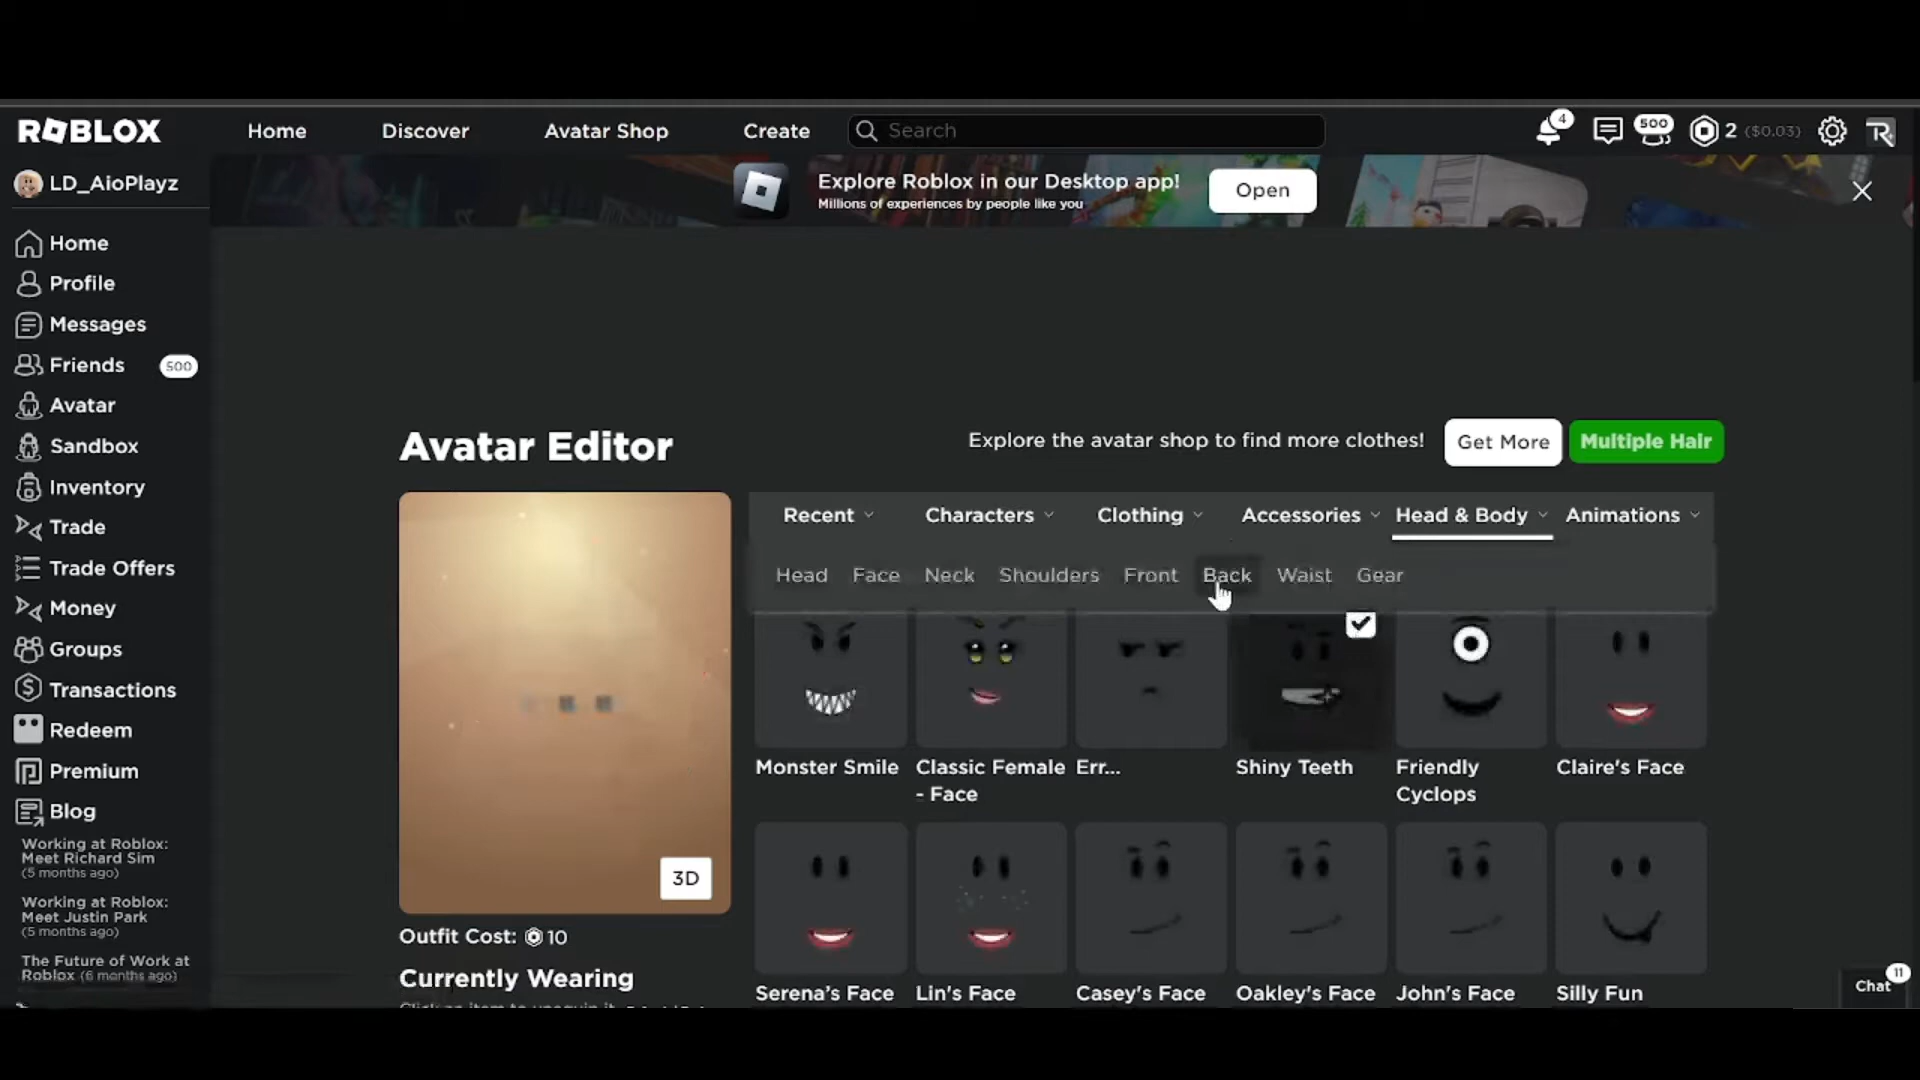 ROBLOX
Home
Discover
Avatar Shop
Create
Search
4
500
2 ($0.03)
LD_AioPlayz
Explore Roblox in our Desktop app!
Millions of experiences by people like you
Open
Home
Profile
Messages
Friends 500
Avatar
Sandbox
Inventory
Trade
Trade Offers
Money
Groups
Transactions
Redeem
Premium
Blog
Working at Roblox:
Meet Richard Sim
(5 months ago)
Working at Roblox:
Meet Justin Park
(5 months ago)
The Future of Work at
Roblox (6 months ago)
Avatar Editor
Explore the avatar shop to find more clothes!
Get More
Multiple Hair
Recent
Characters
Clothing
Accessories
Head & Body
Animations
Head
Face
Neck
Shoulders
Front
Back
Waist
Gear
3D
Outfit Cost: 10
Currently Wearing
Monster Smile
Classic Female
- Face
Err...
Shiny Teeth
Friendly
Cyclops
Claire's Face
Serena's Face
Lin's Face
Casey's Face
Oakley's Face
John's Face
Silly Fun
Chat 11